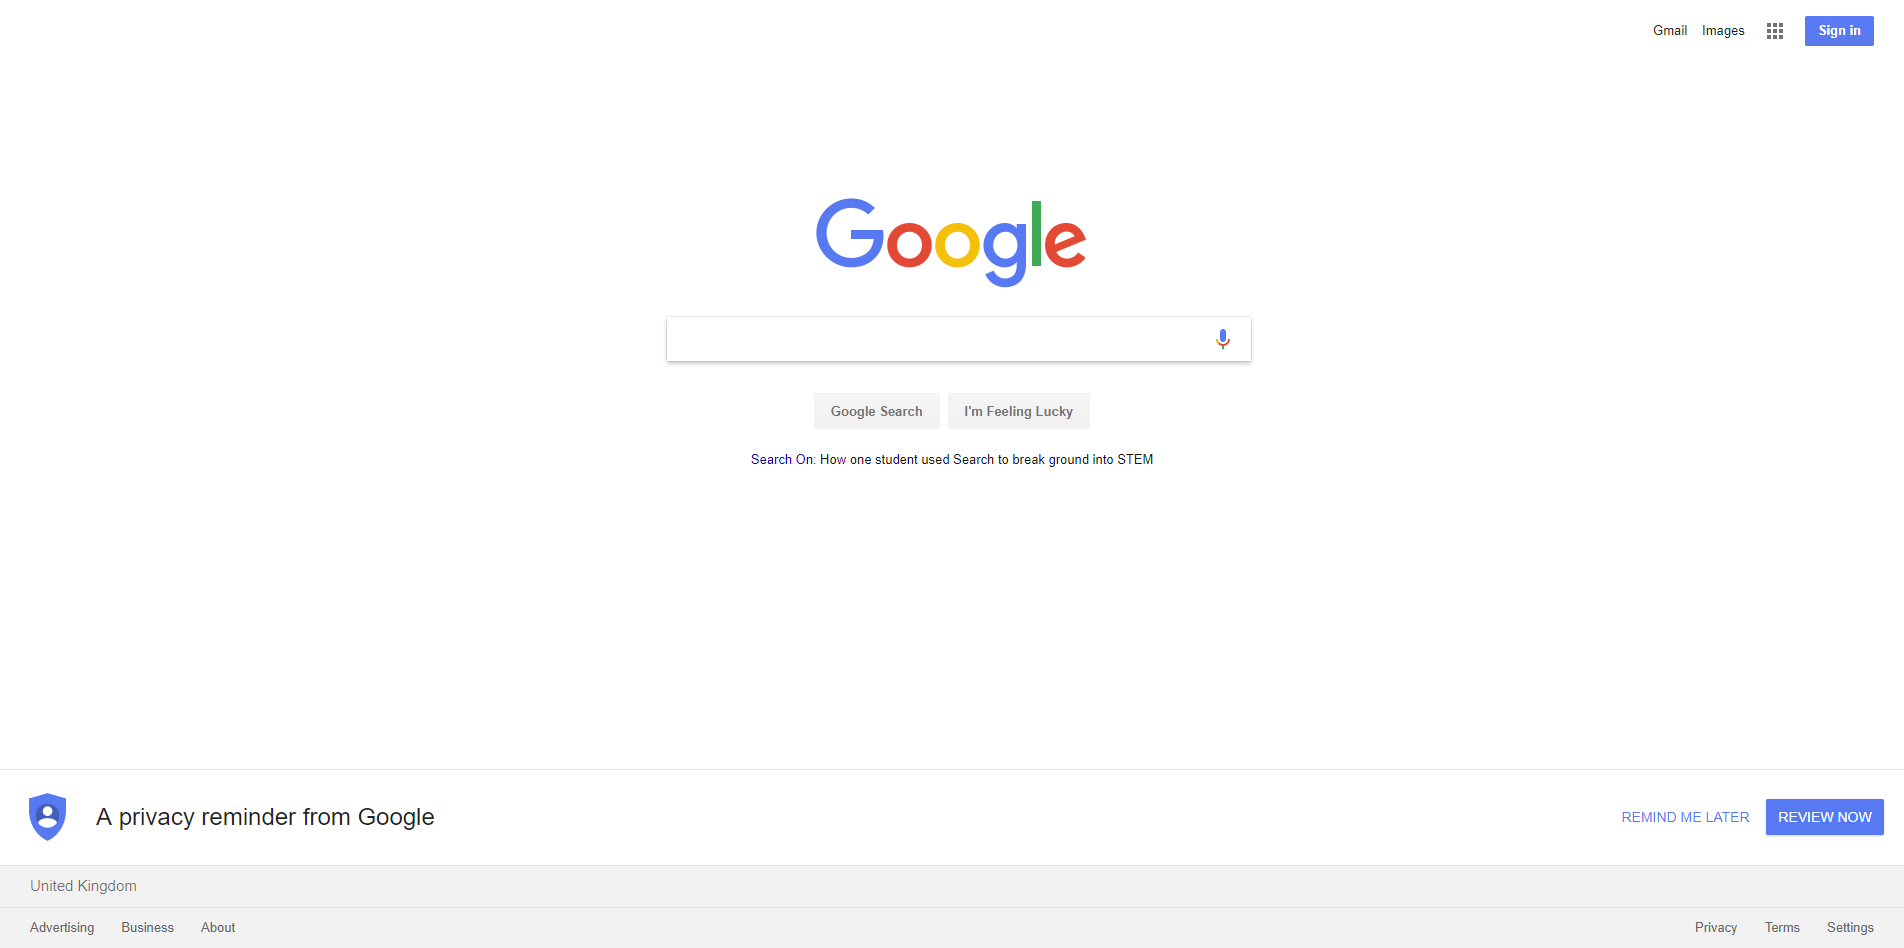 Gmail Images Sign in
Google
Google Search I'm Feeling Lucky
Search On: How one student used Search to break ground into STEM
A privacy reminder from Google REMIND ME LATER REVIEW NOW
United Kingdom
Advertising Business About Privacy Terms Settings